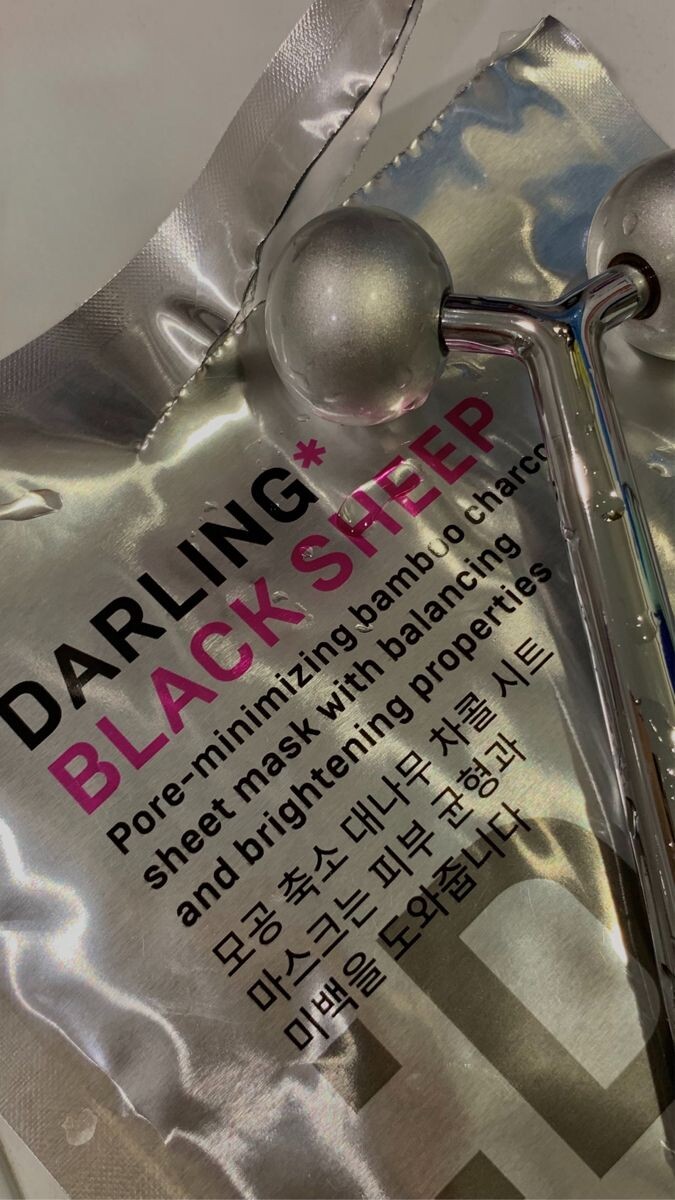 DARLING*
BLACK SHEEP
Pore-minimizing bamboo charco
sheet mask with balancing
and brightening properties
모공 축소 대나무 차콜 시트
마스크는 피부 균형과
미백을 도와줍니다